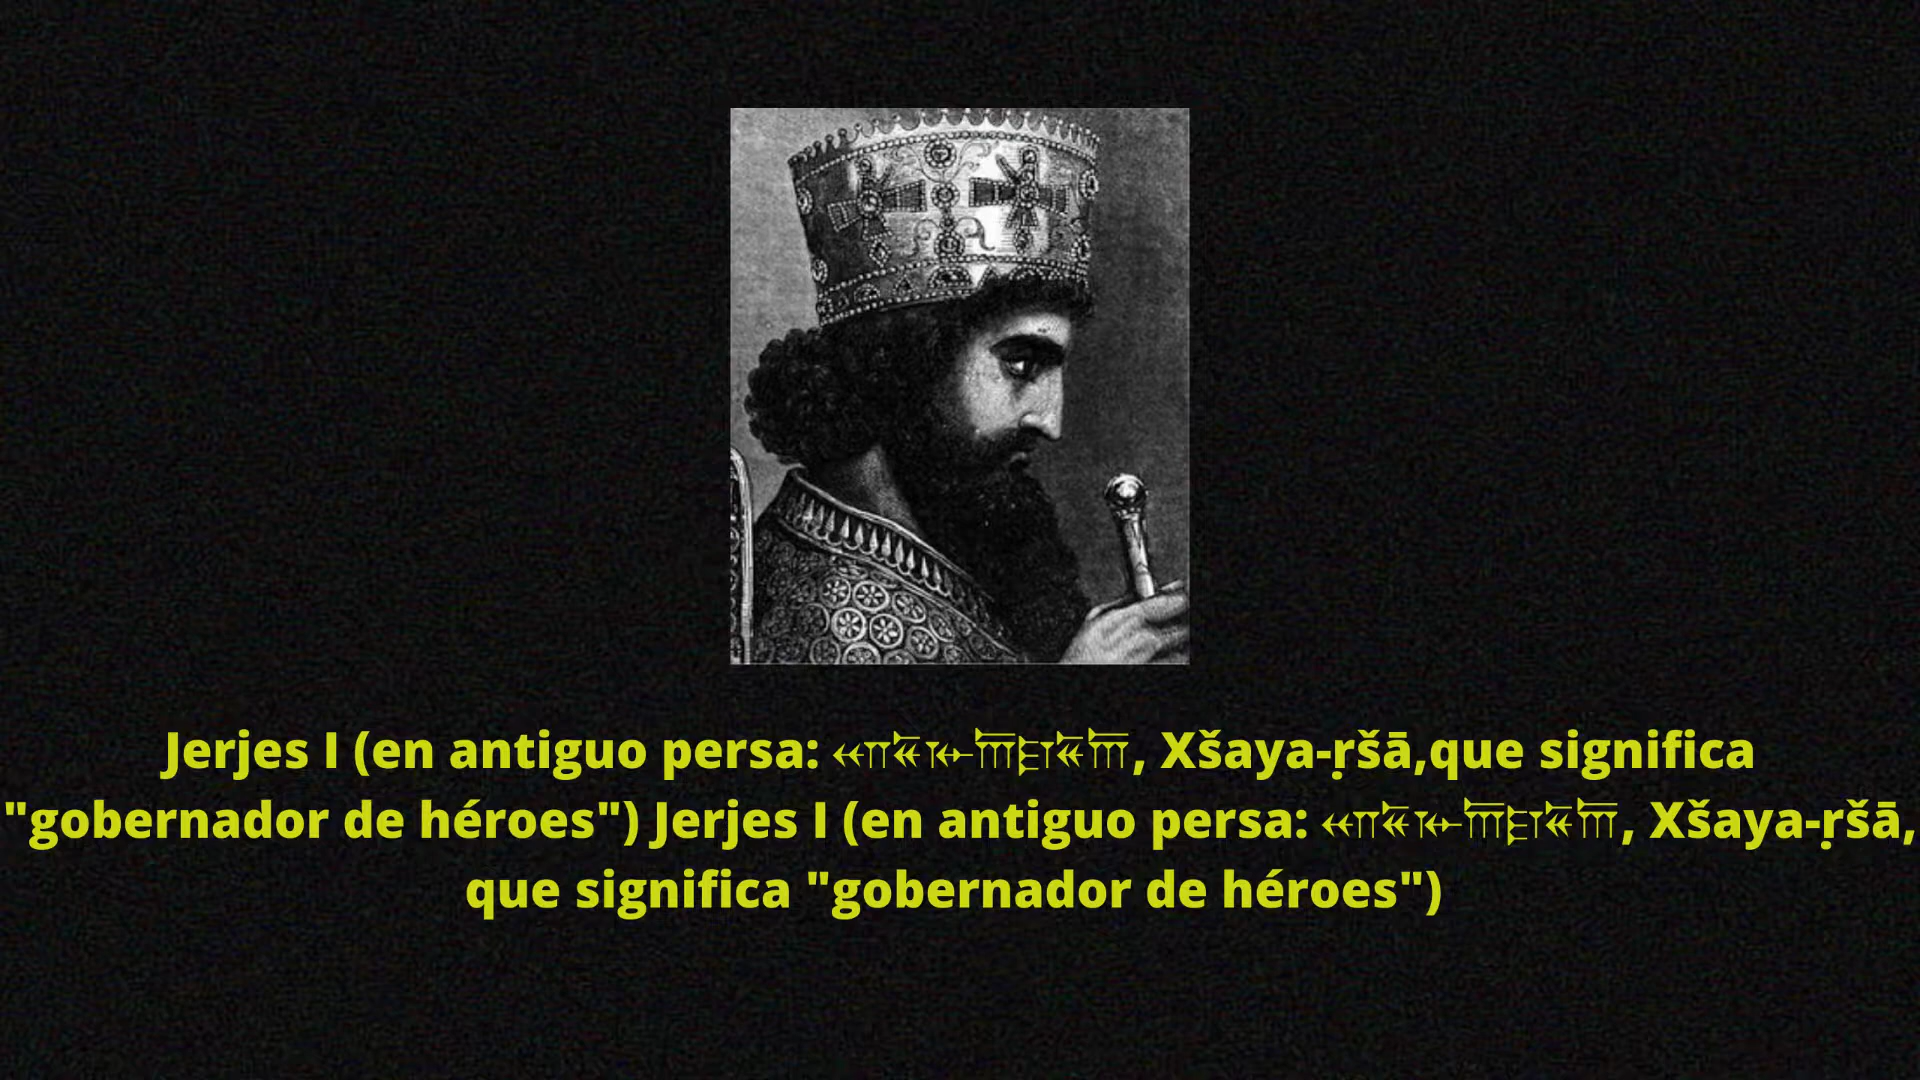 Jerjes I (en antiguo persa: 𐎧𐏁𐎹𐎠𐎼𐏁𐎠, Xšaya-ṛšā,que significa
"gobernador de héroes") Jerjes I (en antiguo persa: 𐎧𐏁𐎹𐎠𐎼𐏁𐎠, Xšaya-ṛšā,
que significa "gobernador de héroes")